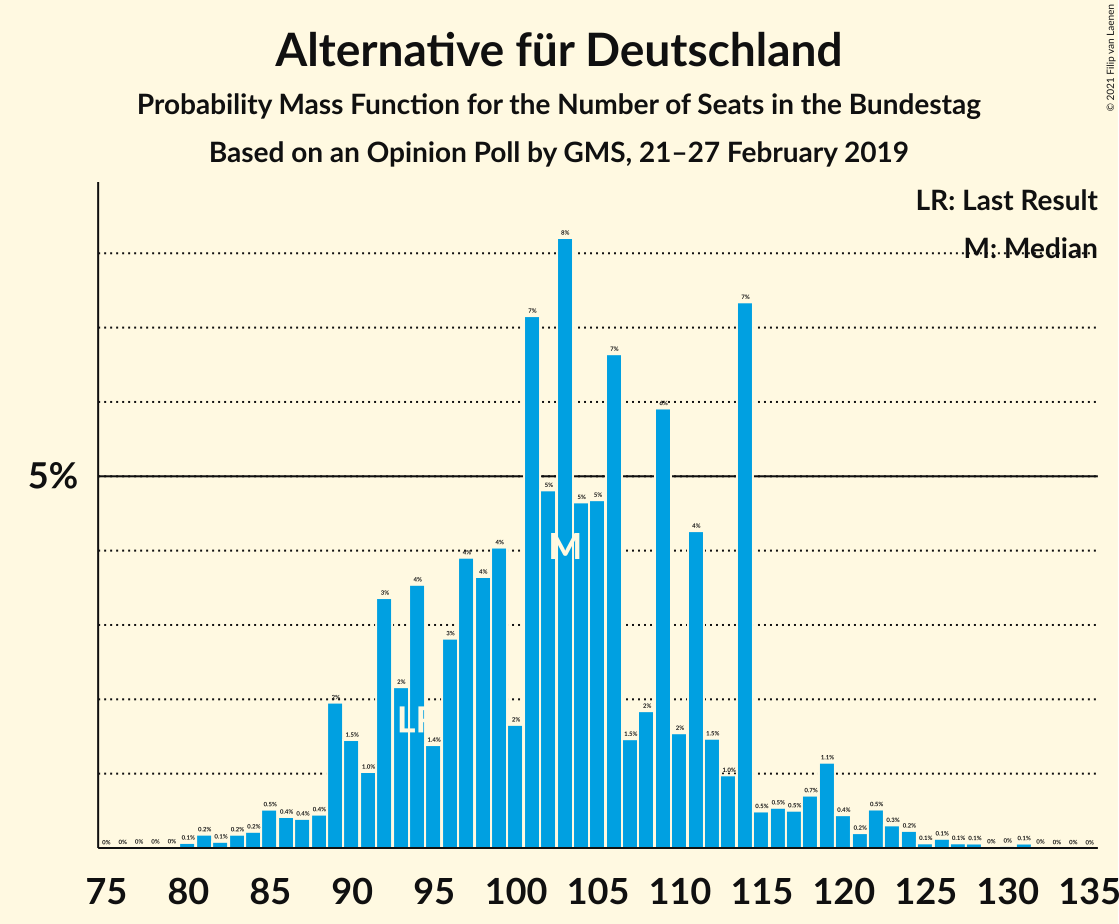 Alternative für Deutschland
Probability Mass Function for the Number of Seats in the Bundestag
Based on an Opinion Poll by GMS, 21–27 February 2019
© 2021 Filip van Laenen
LR: Last Result
M: Median
5%
0% 0% 0% 0% 0% 0.1% 0.2% 0.1% 0.2% 0.2% 0.5% 0.4% 0.4% 0.4% 2% 1.5% 1.0% 3% 2% 4% 1.4% 3% 4% 4% 4% 2% 7% 5% 8% 5% 5% 7% 1.5% 2% 6% 2% 4% 1.5% 1.0% 7% 0.5% 0.5% 0.5% 0.7% 1.1% 0.4% 0.2% 0.5% 0.3% 0.2% 0.1% 0.1% 0.1% 0.1% 0% 0% 0.1% 0% 0% 0% 0%
M
LR
75 80 85 90 95 100 105 110 115 120 125 130 135